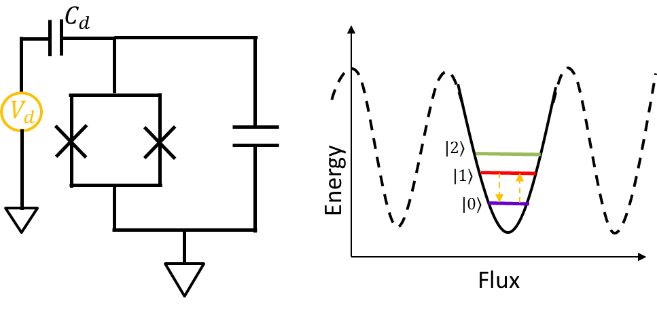 C_d
V_d
Energy
|2⟩
|1⟩
|0⟩
Flux